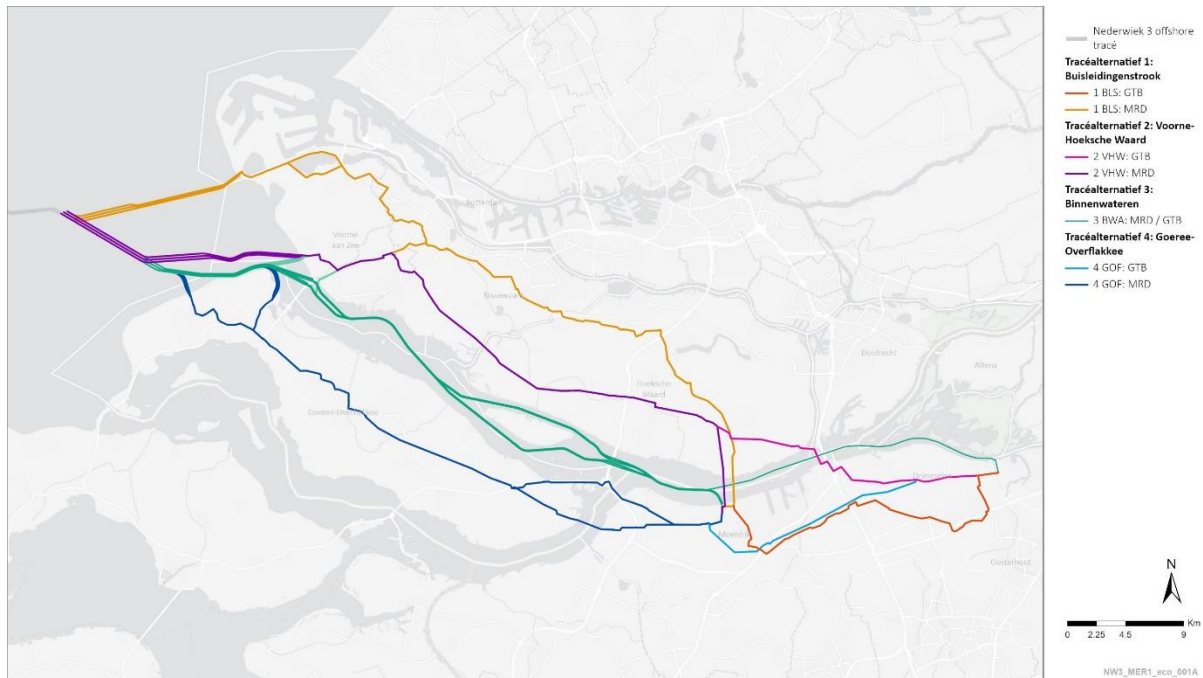 Nederwiek 3 offshore
tracé
Tracéalternatief 1:
Buisleidingenstrook
1 BLS: GTB
1 BLS: MRD
Tracéalternatief 2: Voorne-
Hoeksche Waard
2 VHW: GTB
2 VHW: MRD
Tracéalternatief 3:
Binnenwateren
3 BWA: MRD / GTB
Tracéalternatief 4: Goeree-
Overflakkee
4 GOF: GTB
4 GOF: MRD
Rotterdam
Voorne
aan Zee
Nissewaard
Dordrecht
Altena
Hoeksche
Waard
Goeree-Overflakkee
Drimmelen
Moerdijk
Oosterhout
N
Km
0 2.25 4.5 9
NW3_MER1_eco_001A